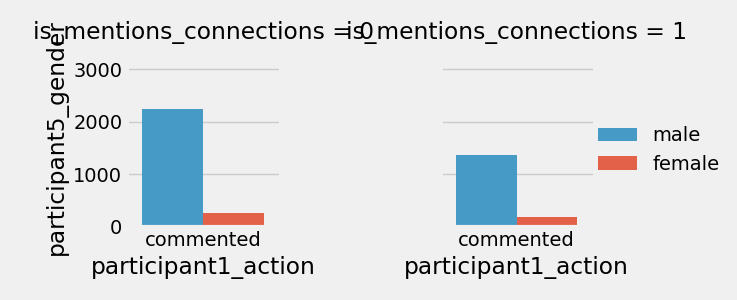 is_mentions_connections = 0
is_mentions_connections = 1
participant5_gender
3000
2000
1000
0
commented
commented
participant1_action
participant1_action
male
female